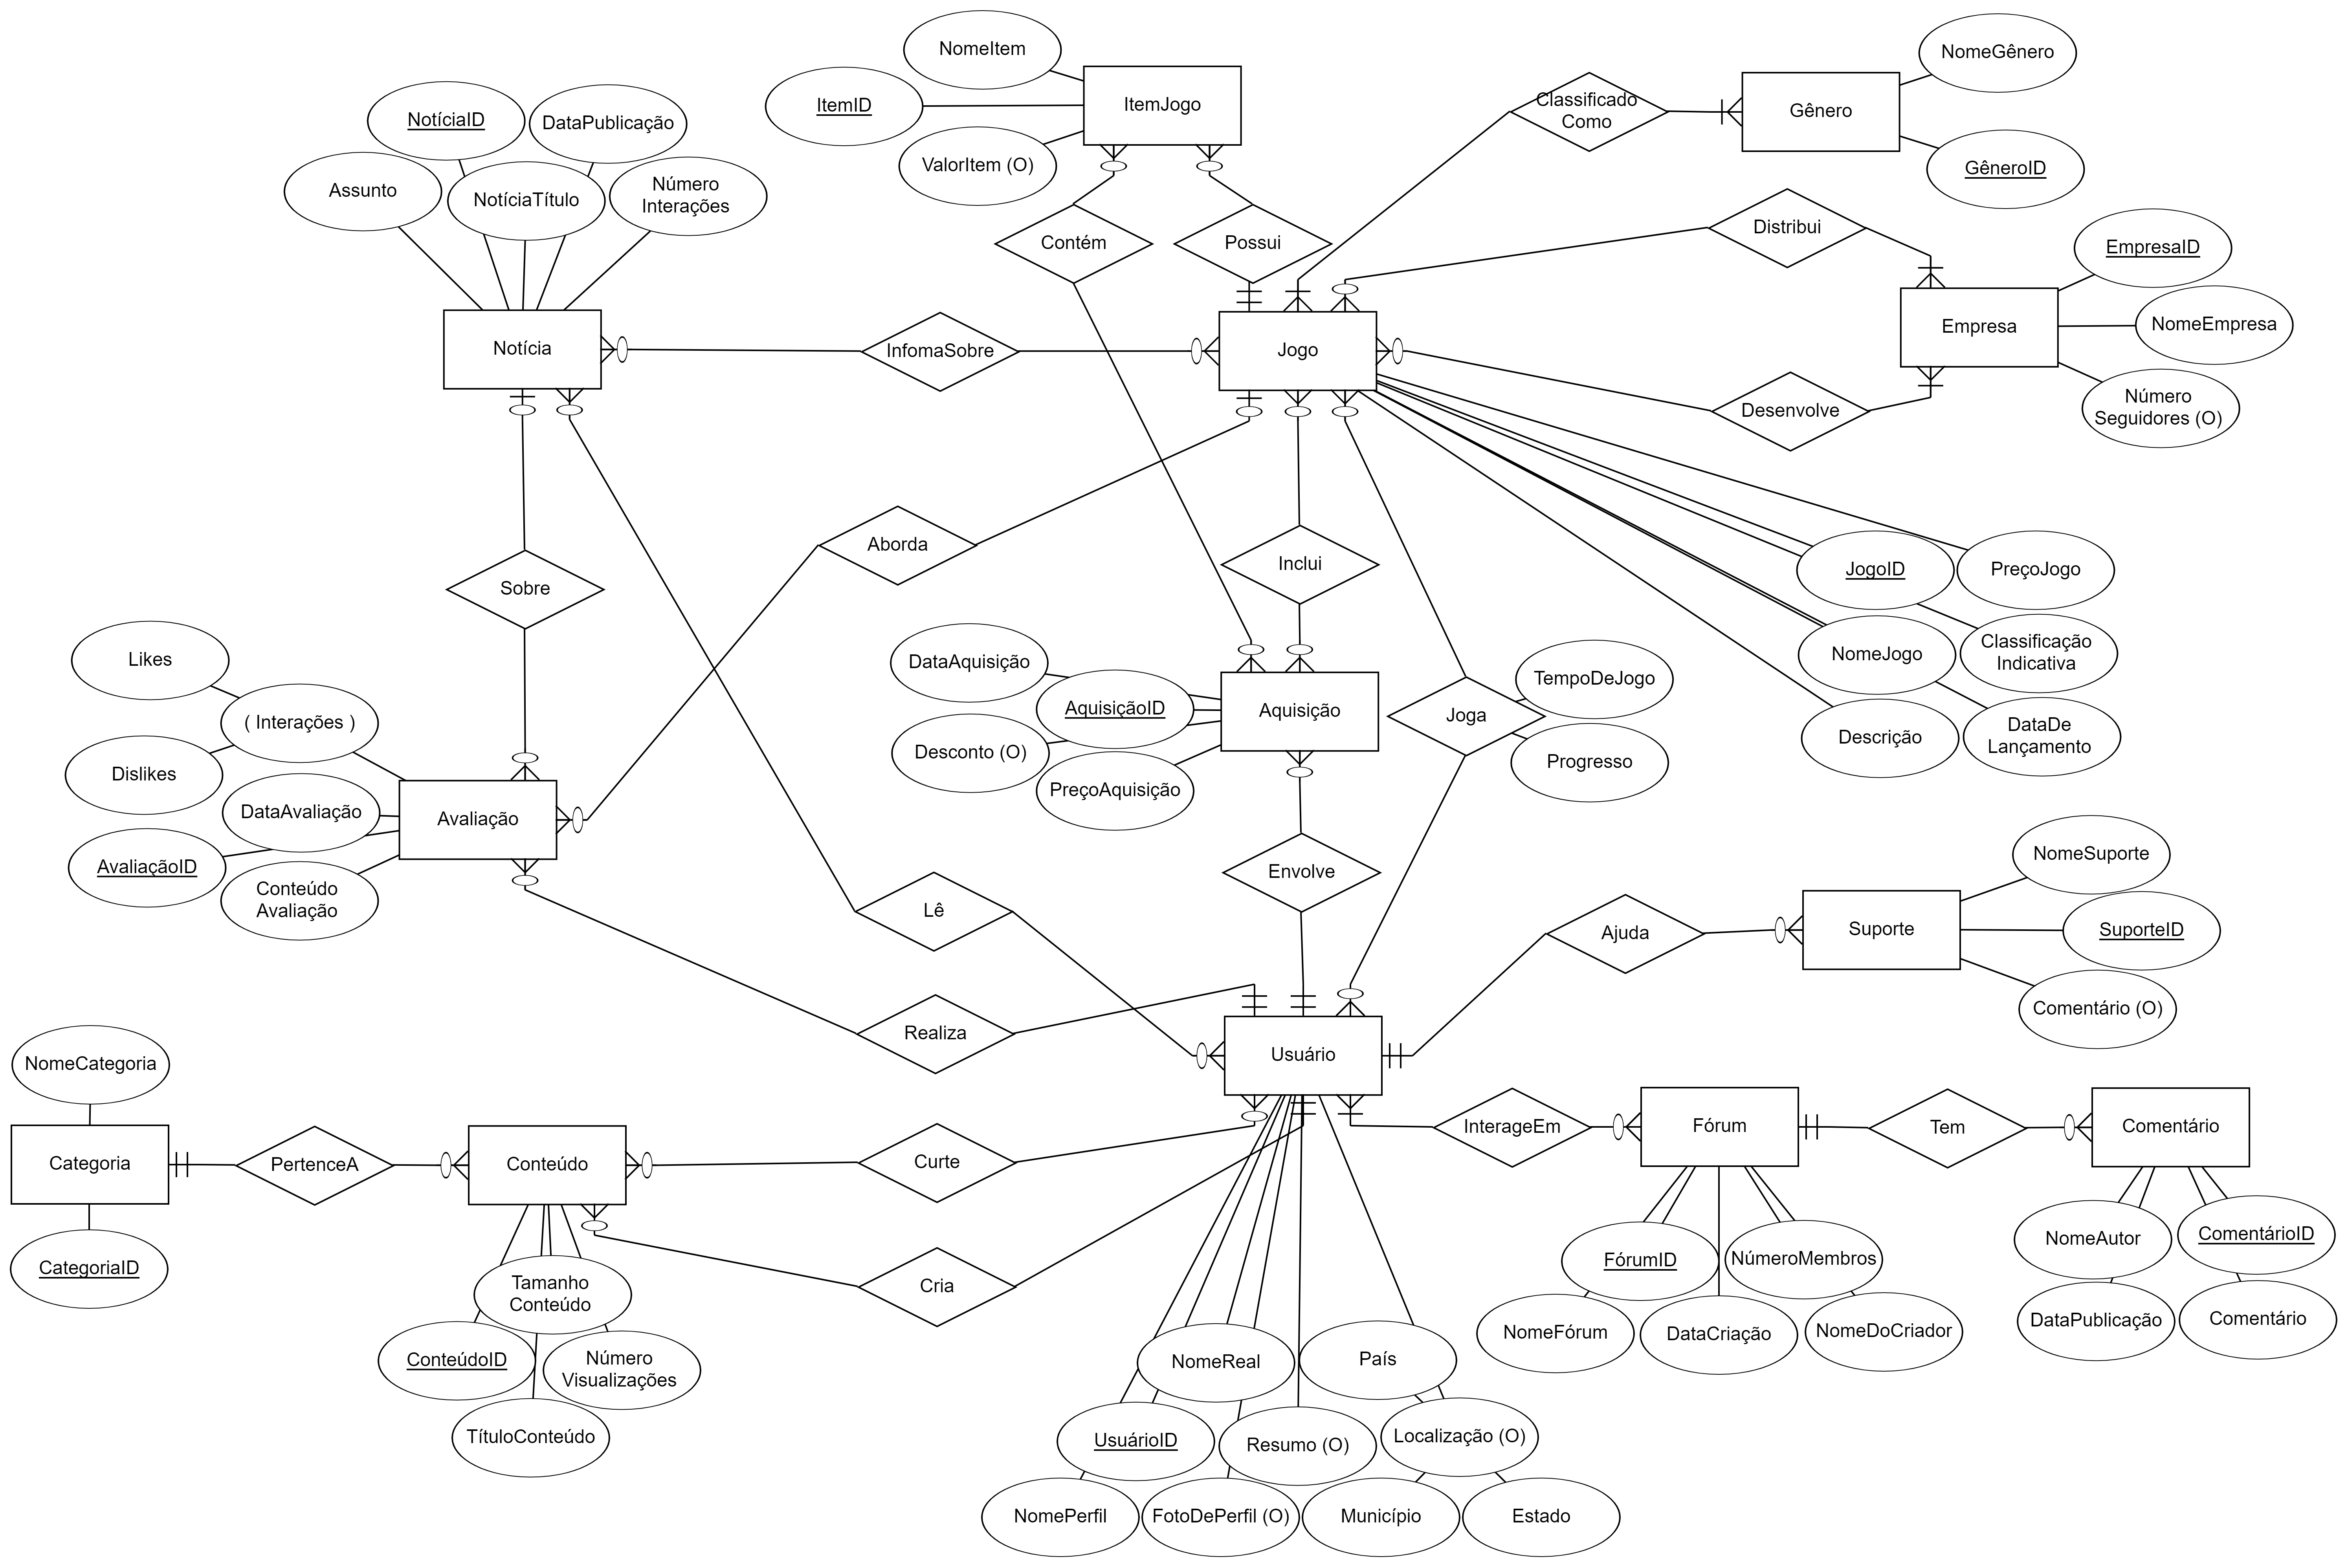 NomeItem
ItemID
ItemJogo
ValorItem (O)
Classificado
Como
Gênero
NomeGênero
GêneroID
NotíciaID
DataPublicação
Assunto
NotíciaTítulo
Número
Interações
Contém
Possui
Distribui
EmpresaID
Notícia
InfomaSobre
Jogo
Empresa
NomeEmpresa
Desenvolve
Número
Seguidores (O)
Sobre
Aborda
Inclui
JogoID
PreçoJogo
Likes
( Interações )
Dislikes
DataAvaliação
AvaliaçãoID
Conteúdo
Avaliação
Avaliação
DataAquisição
AquisiçãoID
Desconto (O)
PreçoAquisição
Aquisição
Joga
TempoDeJogo
Progresso
NomeJogo
Classificação
Indicativa
Descrição
DataDe
Lançamento
Lê
Envolve
Ajuda
Suporte
NomeSuporte
SuporteID
Comentário (O)
Realiza
Usuário
NomeCategoria
Categoria
CategoriaID
PertenceA
Conteúdo
Curte
Cria
InterageEm
Fórum
Tem
Comentário
Tamanho
Conteúdo
ConteúdoID
Número
Visualizações
TítuloConteúdo
FórumID
NúmeroMembros
NomeFórum
DataCriação
NomeDoCriador
NomeAutor
ComentárioID
DataPublicação
Comentário
NomeReal
País
UsuárioID
Resumo (O)
Localização (O)
NomePerfil
FotoDePerfil (O)
Município
Estado